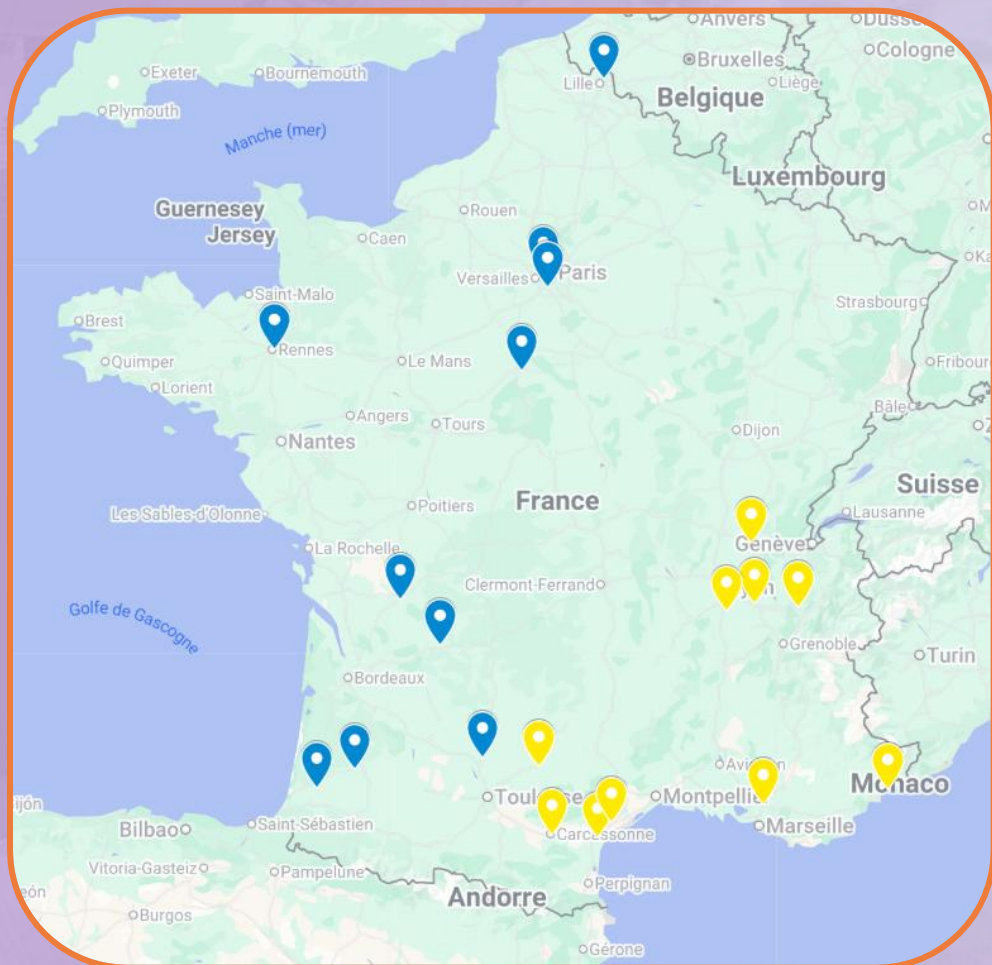 Anvers
Duss
Exeter
Bournemouth
Bruxelles
Cologne
Plymouth
Lille
Liège
Belgique
Manche (mer)
Luxembourg
Guernesey
Jersey
Rouen
Caen
Versailles
Paris
Saint-Malo
Strasbourg
Brest
Rennes
Quimper
Le Mans
Fribour
Lorient
Angers
Bâle
Tours
Dijon
Nantes
Suisse
Poitiers
France
Les Sables-d'Olonne
Lausanne
La Rochelle
Genève
Clermont-Ferrand
Golfe de Gascogne
Grenoble
Turin
Bordeaux
Montpellier
Monaco
Saint-Sébastien
Bilbao
Carcassonne
Marseille
Vitoria-Gasteiz
Pampelune
Andorre
Perpignan
Burgos
Gérone